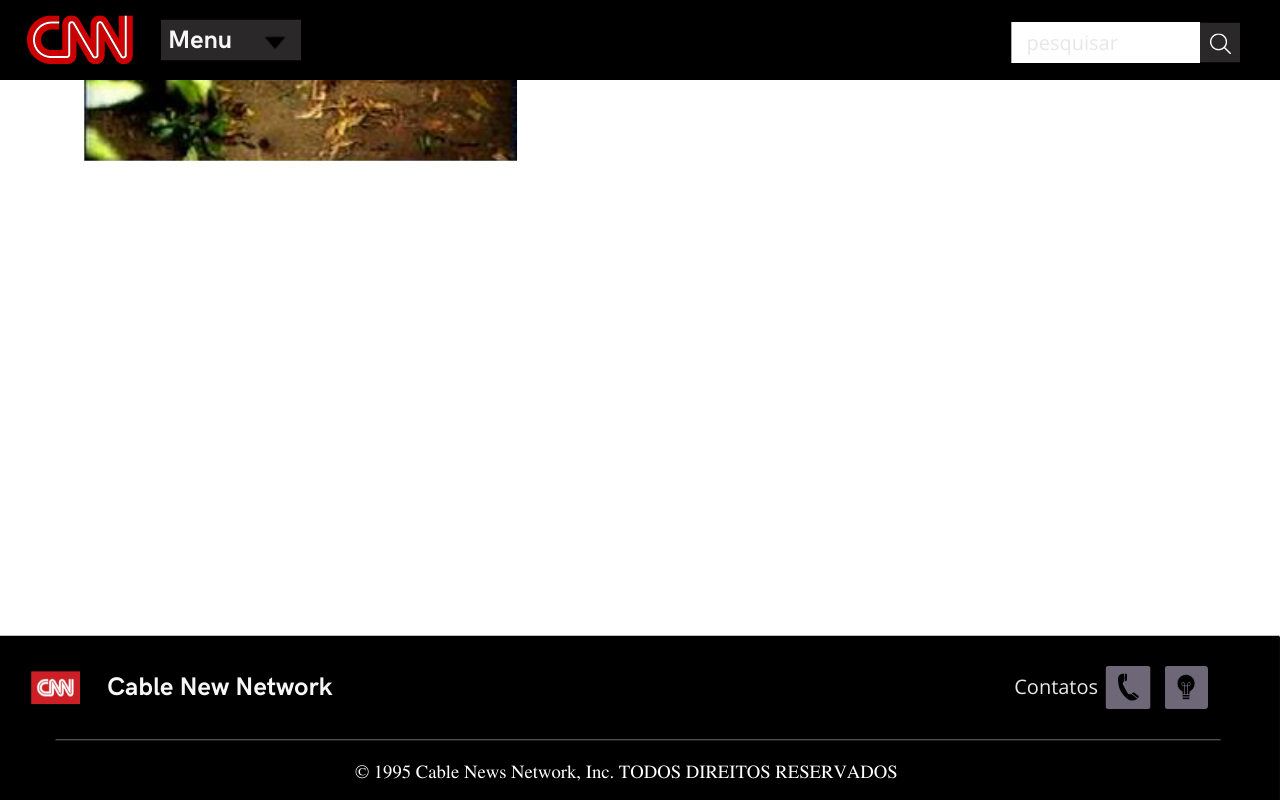 CNN
Menu
pesquisar
CNN
Cable New Network
Contatos
© 1995 Cable News Network, Inc. TODOS DIREITOS RESERVADOS